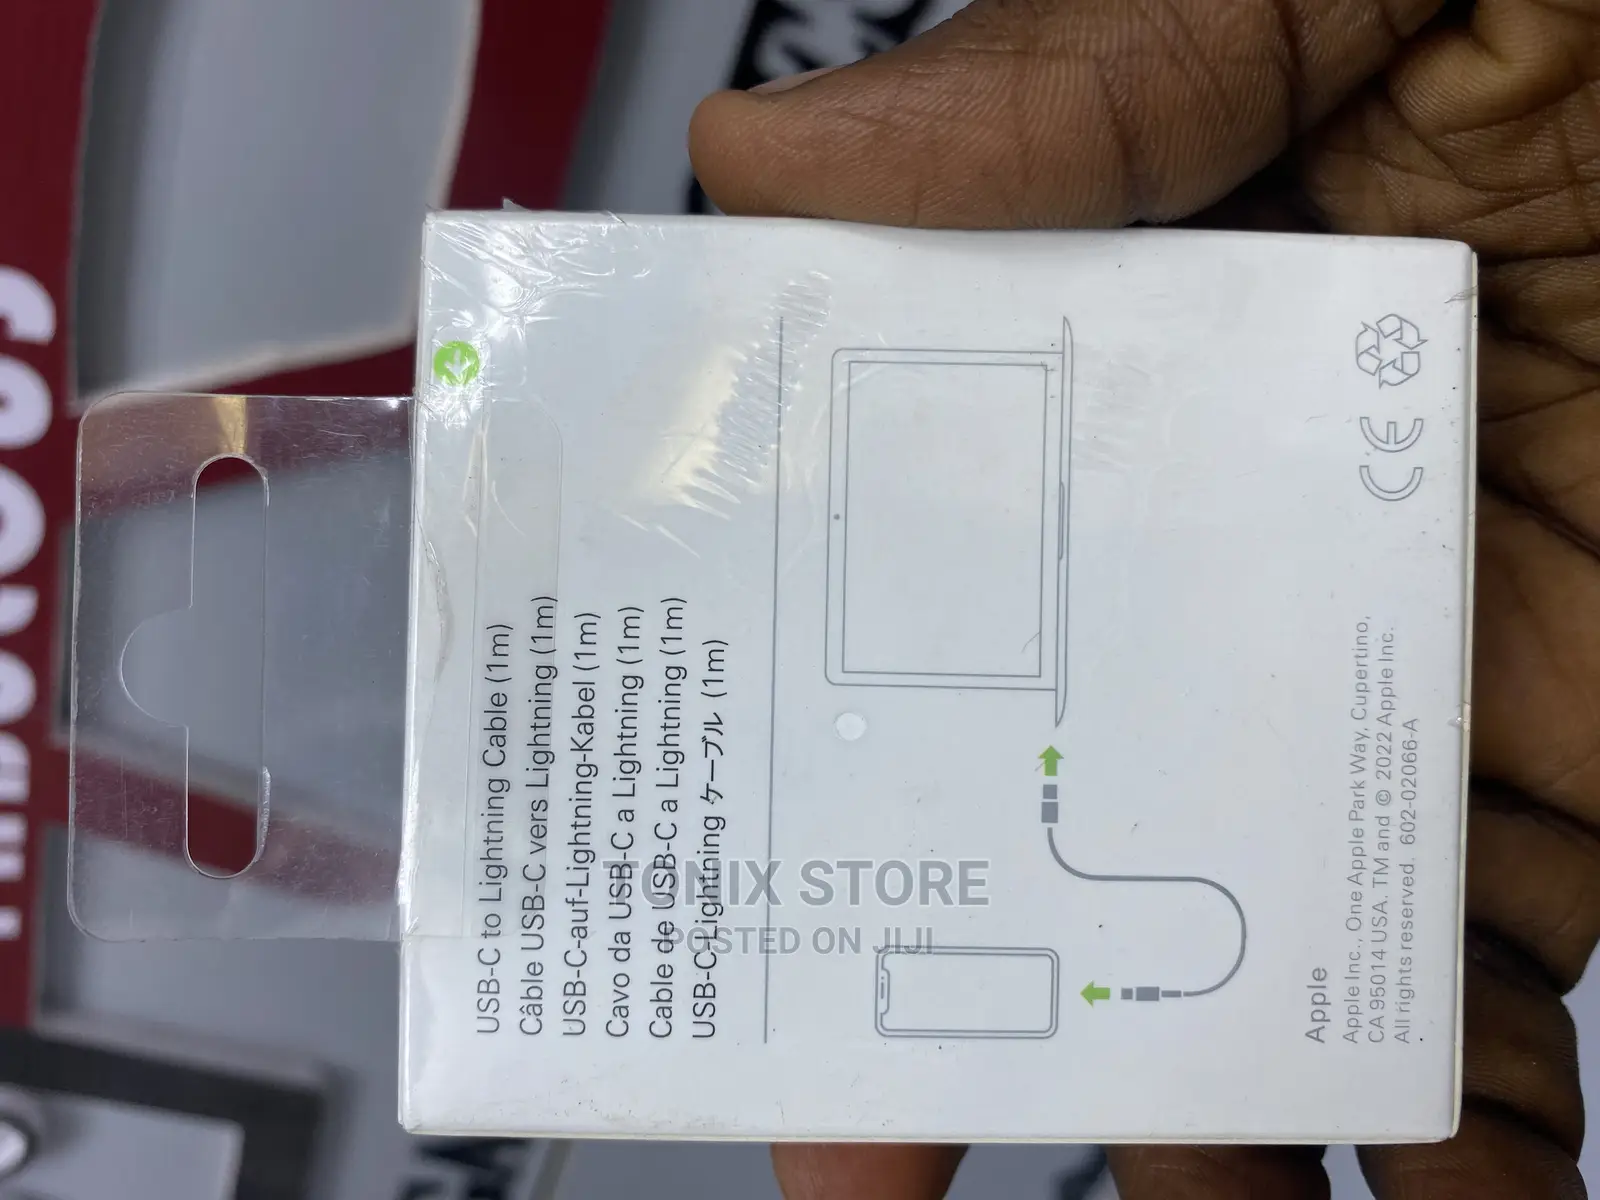 USB-C to Lightning Cable (1m)
Câble USB-C vers Lightning (1m)
USB-C-auf-Lightning-Kabel (1m)
Cavo da USB-C a Lightning (1m)
Cable de USB-C a Lightning (1m)
USB-C-Lightning ケーブル (1m)
TONIX STORE
POSTED ON JIJI
Apple
Apple Inc., One Apple Park Way, Cupertino,
CA 95014 USA. TM and © 2022 Apple Inc.
All rights reserved. 602-02066-A
CE